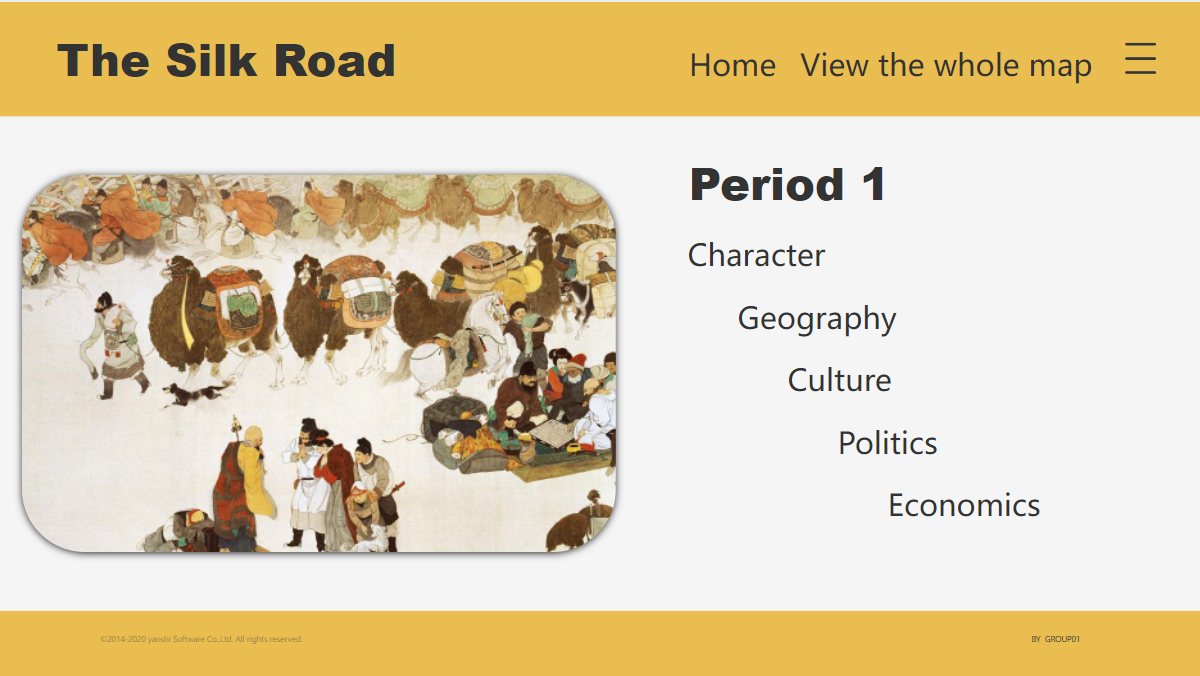 The Silk Road
Home View the whole map
Period 1
Character
Geography
Culture
Politics
Economics
©2014-2020 yanshi Software Co,.Ltd. All rights reserved.
BY GROUP01